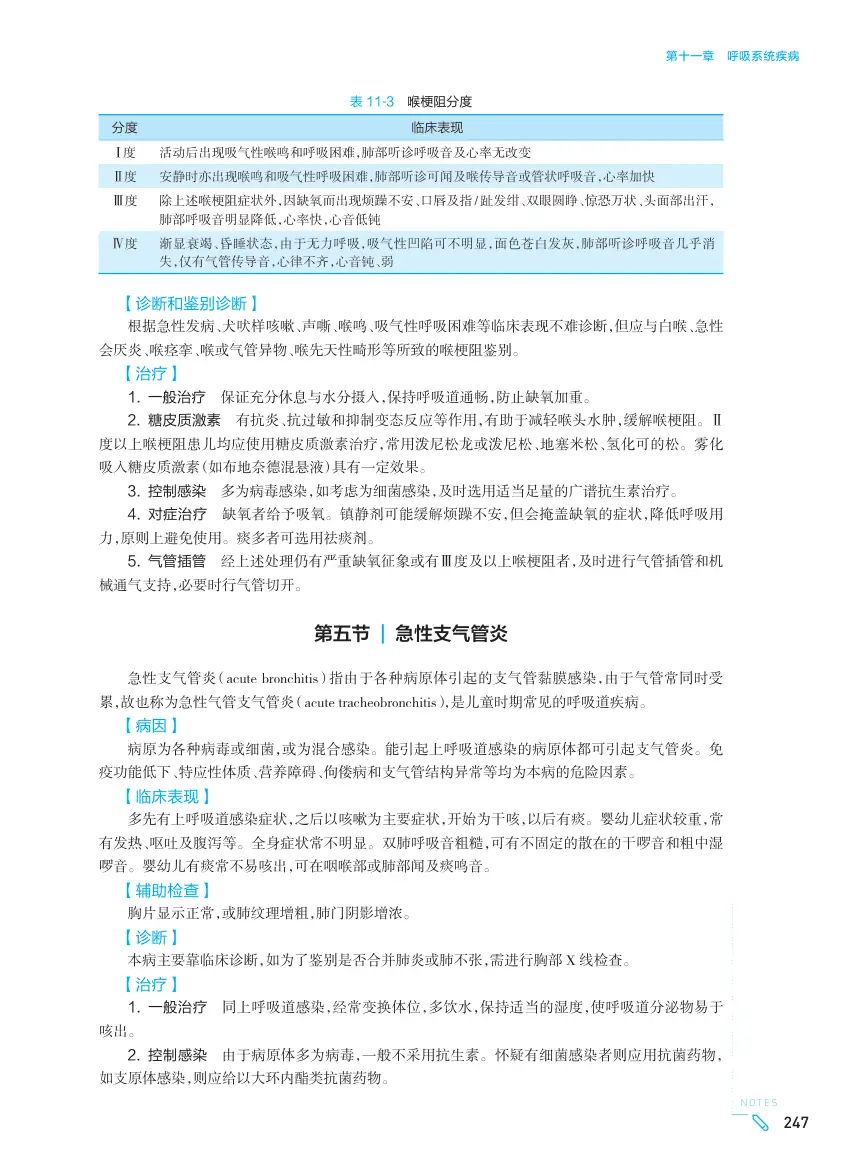 第十一章　呼吸系统疾病
表 11-3　喉梗阻分度
分度　临床表现
Ⅰ度　活动后出现吸气性喉鸣和呼吸困难,肺部听诊呼吸音及心率无改变
Ⅱ度　安静时亦出现喉鸣和吸气性呼吸困难,肺部听诊可闻及喉传导音或管状呼吸音,心率加快
Ⅲ度　除上述喉梗阻症状外,因缺氧而出现烦躁不安、口唇及指/趾发绀、双眼圆睁、惊恐万状、头面部出汗,
肺部呼吸音明显降低,心率快,心音低钝
Ⅳ度　渐显衰竭、昏睡状态,由于无力呼吸,吸气性凹陷可不明显,面色苍白发灰,肺部听诊呼吸音几乎消
失,仅有气管传导音,心律不齐,心音钝、弱
【诊断和鉴别诊断】
根据急性发病、犬吠样咳嗽、声嘶、喉鸣、吸气性呼吸困难等临床表现不难诊断,但应与白喉、急性
会厌炎、喉痉挛、喉或气管异物、喉先天性畸形等所致的喉梗阻鉴别。
【治疗】
1. 一般治疗　保证充分休息与水分摄入,保持呼吸道通畅,防止缺氧加重。
2. 糖皮质激素　有抗炎、抗过敏和抑制变态反应等作用,有助于减轻喉头水肿,缓解喉梗阻。Ⅱ
度以上喉梗阻患儿均应使用糖皮质激素治疗,常用泼尼松龙或泼尼松、地塞米松、氢化可的松。雾化
吸入糖皮质激素(如布地奈德混悬液)具有一定效果。
3. 控制感染　多为病毒感染,如考虑为细菌感染,及时选用适当足量的广谱抗生素治疗。
4. 对症治疗　缺氧者给予吸氧。镇静剂可能缓解烦躁不安,但会掩盖缺氧的症状,降低呼吸用
力,原则上避免使用。痰多者可选用祛痰剂。
5. 气管插管　经上述处理仍有严重缺氧征象或有Ⅲ度及以上喉梗阻者,及时进行气管插管和机
械通气支持,必要时行气管切开。
第五节 | 急性支气管炎
急性支气管炎(acute bronchitis)指由于各种病原体引起的支气管黏膜感染,由于气管常同时受
累,故也称为急性气管支气管炎(acute tracheobronchitis),是儿童时期常见的呼吸道疾病。
【病因】
病原为各种病毒或细菌,或为混合感染。能引起上呼吸道感染的病原体都可引起支气管炎。免
疫功能低下、特应性体质、营养障碍、佝偻病和支气管结构异常等均为本病的危险因素。
【临床表现】
多先有上呼吸道感染症状,之后以咳嗽为主要症状,开始为干咳,以后有痰。婴幼儿症状较重,常
有发热、呕吐及腹泻等。全身症状常不明显。双肺呼吸音粗糙,可有不固定的散在的干啰音和粗中湿
啰音。婴幼儿有痰常不易咳出,可在咽喉部或肺部闻及痰鸣音。
【辅助检查】
胸片显示正常,或肺纹理增粗,肺门阴影增浓。
【诊断】
本病主要靠临床诊断,如为了鉴别是否合并肺炎或肺不张,需进行胸部 X 线检查。
【治疗】
1. 一般治疗　同上呼吸道感染,经常变换体位,多饮水,保持适当的湿度,使呼吸道分泌物易于
咳出。
2. 控制感染　由于病原体多为病毒,一般不采用抗生素。怀疑有细菌感染者则应用抗菌药物,
如支原体感染,则应给以大环内酯类抗菌药物。
NOTES
247